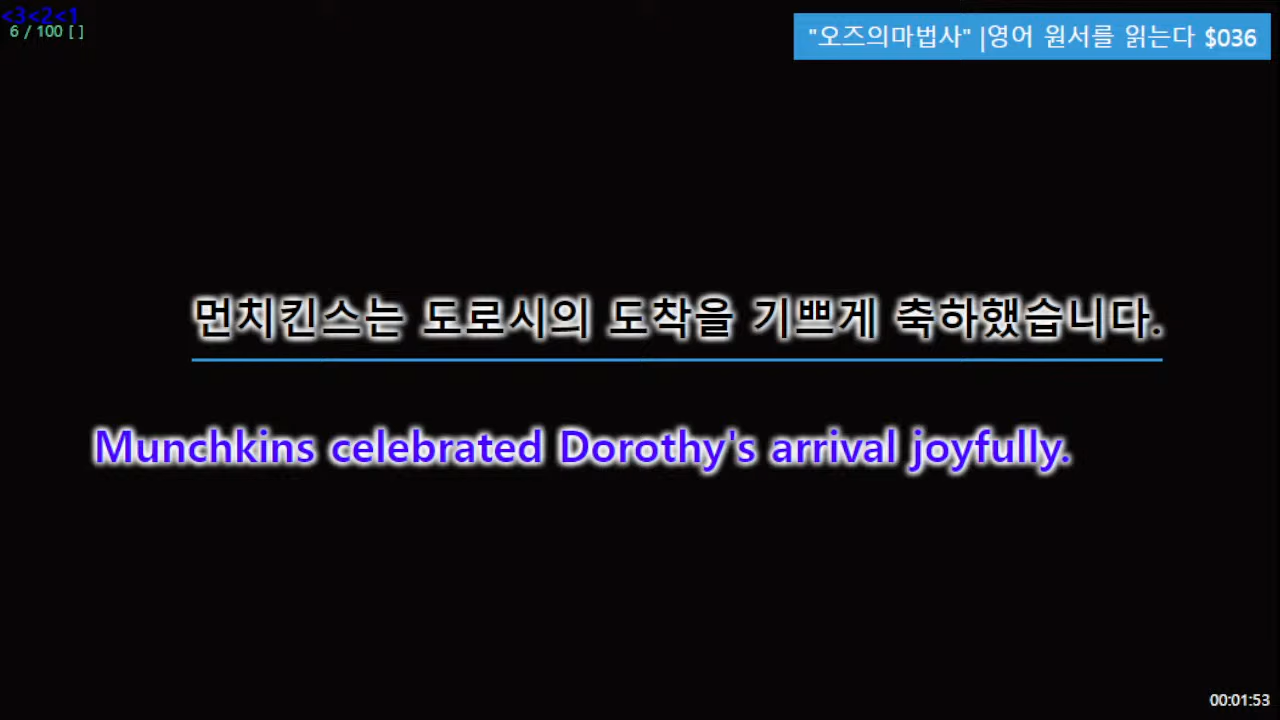 <3<2<1
6 / 100 [ ]
"오즈의마법사" |영어 원서를 읽는다 $036
먼치킨스는 도로시의 도착을 기쁘게 축하했습니다.
Munchkins celebrated Dorothy's arrival joyfully.
00:01:53